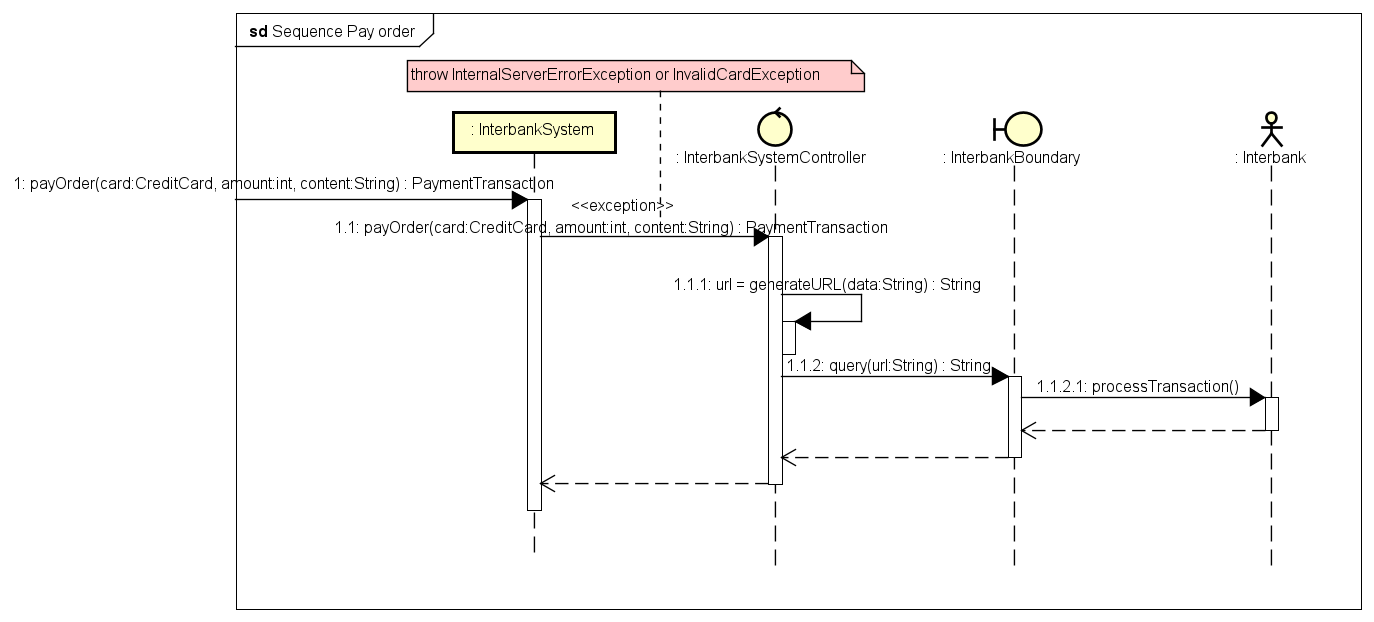 sd Sequence Pay order
throw InternalServerErrorException or InvalidCardException
: InterbankSystem
: InterbankSystemController
: InterbankBoundary
: Interbank
1: payOrder(card:CreditCard, amount:int, content:String) : PaymentTransaction
<<exception>>
1.1: payOrder(card:CreditCard, amount:int, content:String) : PaymentTransaction
1.1.1: url = generateURL(data:String) : String
1.1.2: query(url:String) : String
1.1.2.1: processTransaction()